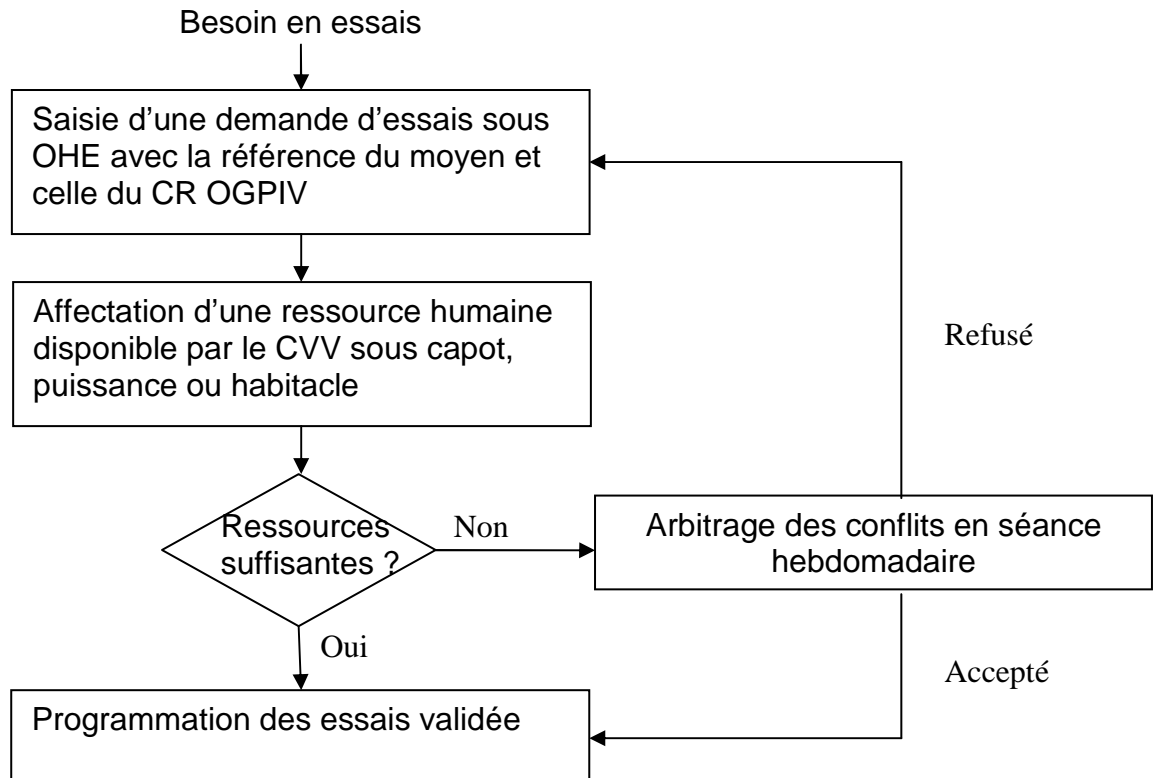 Besoin en essais
Saisie d’une demande d’essais sous
OHE avec la référence du moyen et
celle du CR OGPIV
Affectation d’une ressource humaine
disponible par le CVV sous capot,
puissance ou habitacle
Refusé
Ressources
suffisantes ?
Non
Arbitrage des conflits en séance
hebdomadaire
Oui
Accepté
Programmation des essais validée